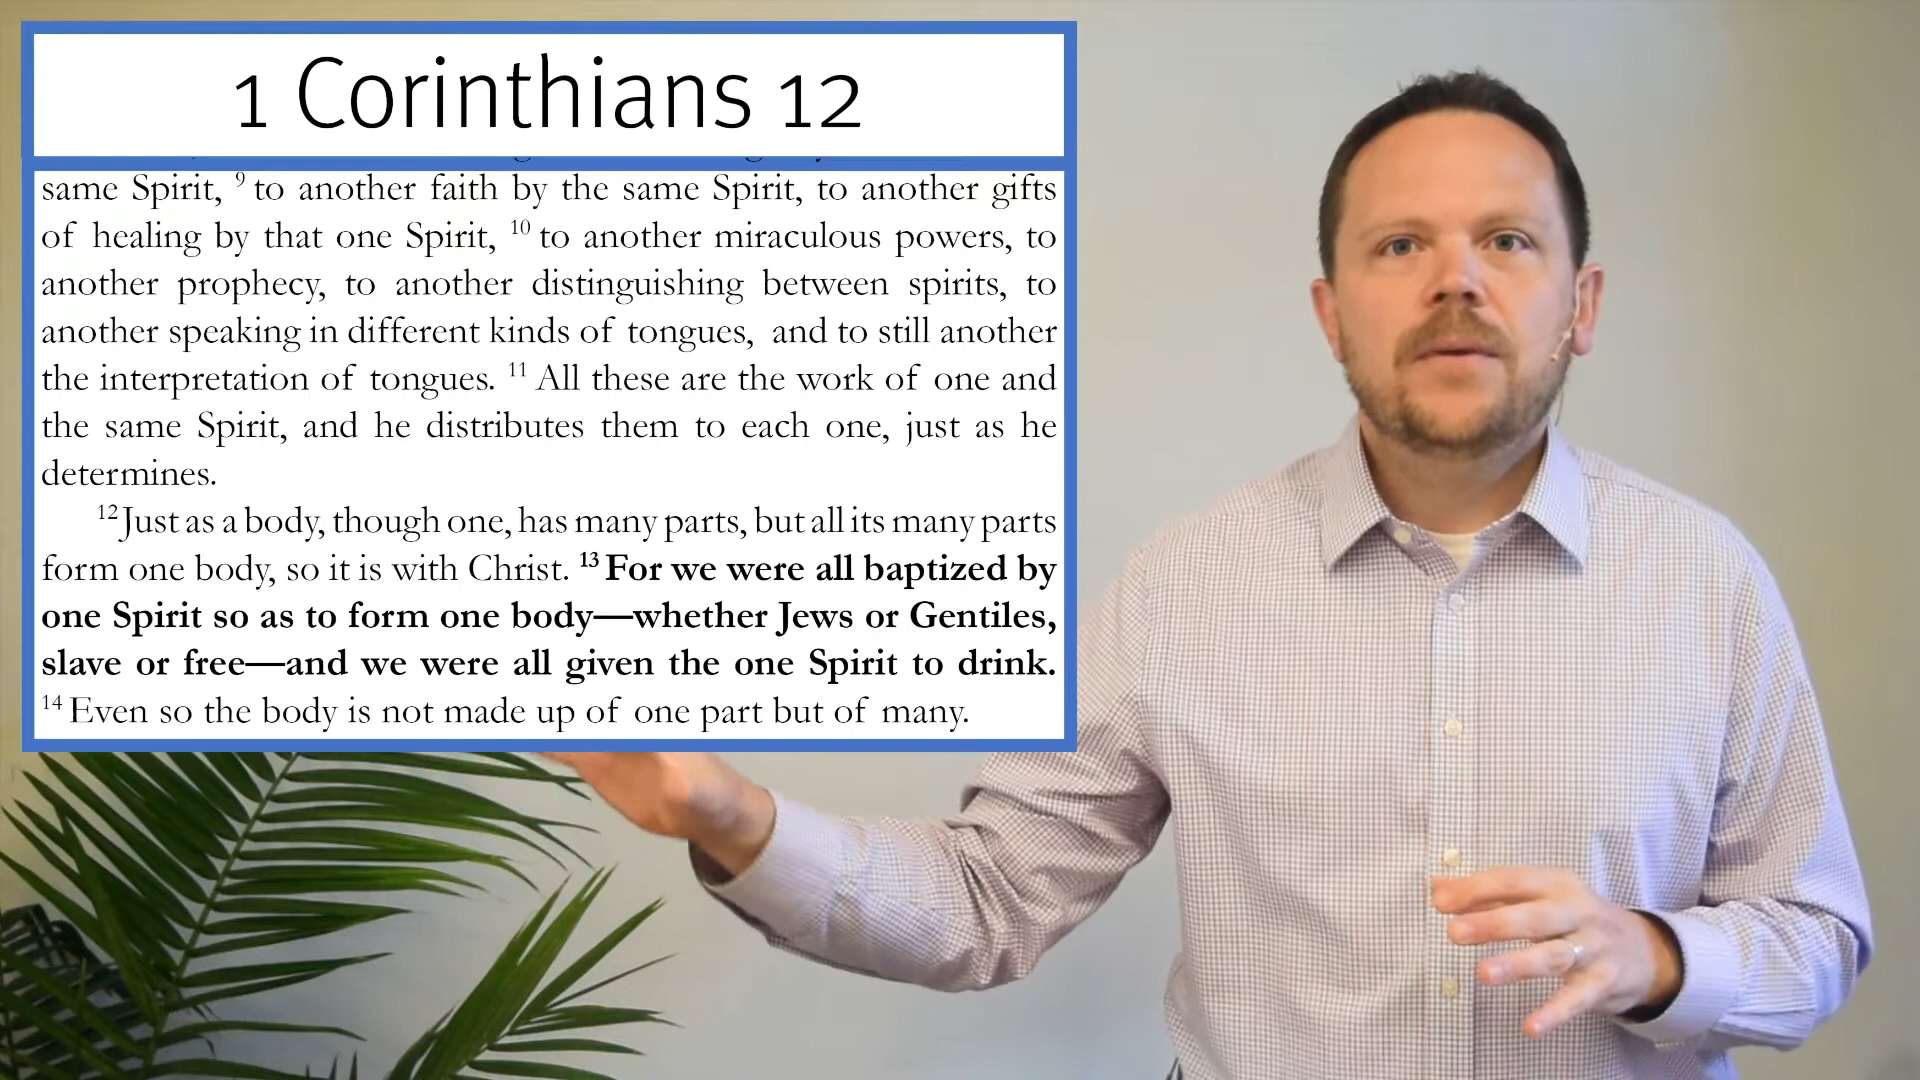 1 Corinthians 12
same Spirit, 9 to another faith by the same Spirit, to another gifts
of healing by that one Spirit, 10 to another miraculous powers, to
another prophecy, to another distinguishing between spirits, to
another speaking in different kinds of tongues, and to still another
the interpretation of tongues. 11 All these are the work of one and
the same Spirit, and he distributes them to each one, just as he
determines.
12 Just as a body, though one, has many parts, but all its many parts
form one body, so it is with Christ. 13 For we were all baptized by
one Spirit so as to form one body—whether Jews or Gentiles,
slave or free—and we were all given the one Spirit to drink.
14 Even so the body is not made up of one part but of many.